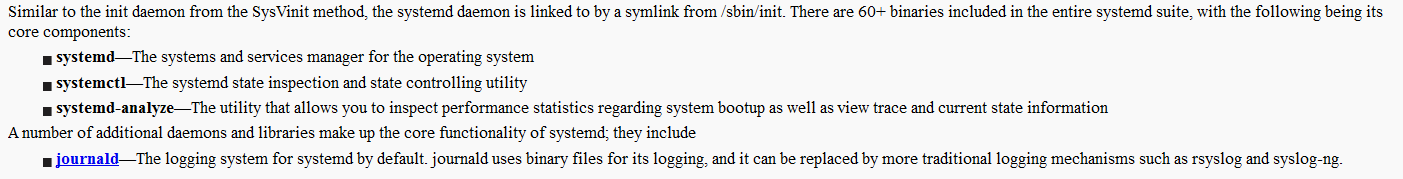 Similar to the init daemon from the SysVinit method, the systemd daemon is linked to by a symlink from /sbin/init. There are 60+ binaries included in the entire systemd suite, with the following being its
core components:
■ systemd—The systems and services manager for the operating system
■ systemctl—The systemd state inspection and state controlling utility
■ systemd-analyze—The utility that allows you to inspect performance statistics regarding system bootup as well as view trace and current state information
A number of additional daemons and libraries make up the core functionality of systemd; they include
■ journald—The logging system for systemd by default. journald uses binary files for its logging, and it can be replaced by more traditional logging mechanisms such as rsyslog and syslog-ng.